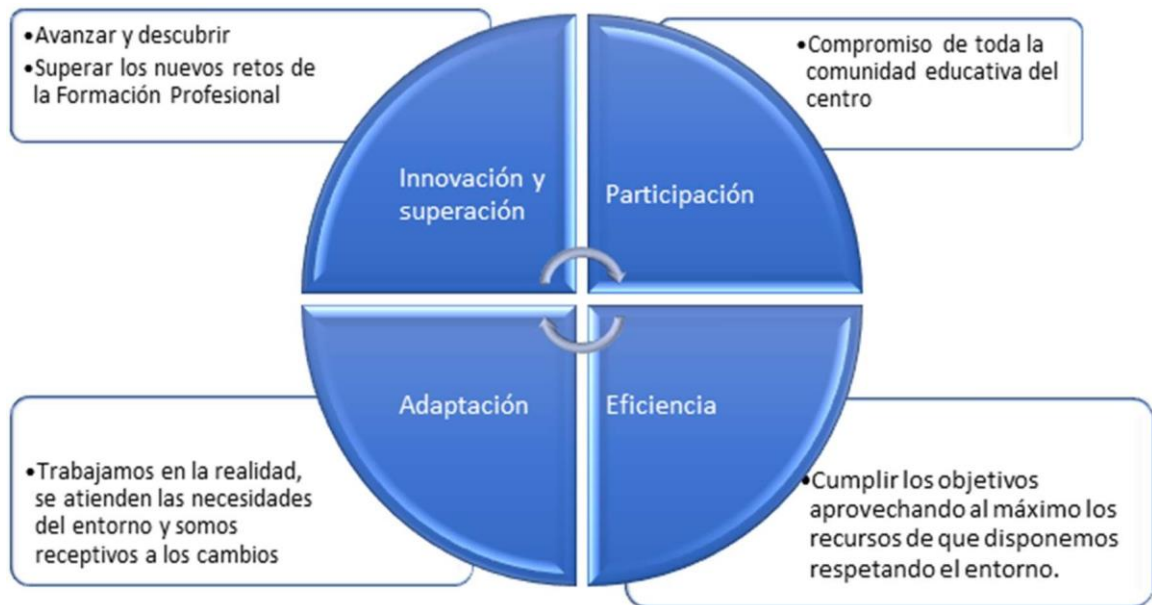 •Avanzar y descubrir
•Superar los nuevos retos de
la Formación Profesional
•Compromiso de toda la
comunidad educativa del
centro
Innovación y
superación
Participación
Adaptación
Eficiencia
•Trabajamos en la realidad,
se atienden las necesidades
del entorno y somos
receptivos a los cambios
•Cumplir los objetivos
aprovechando al máximo los
recursos de que disponemos
respetando el entorno.